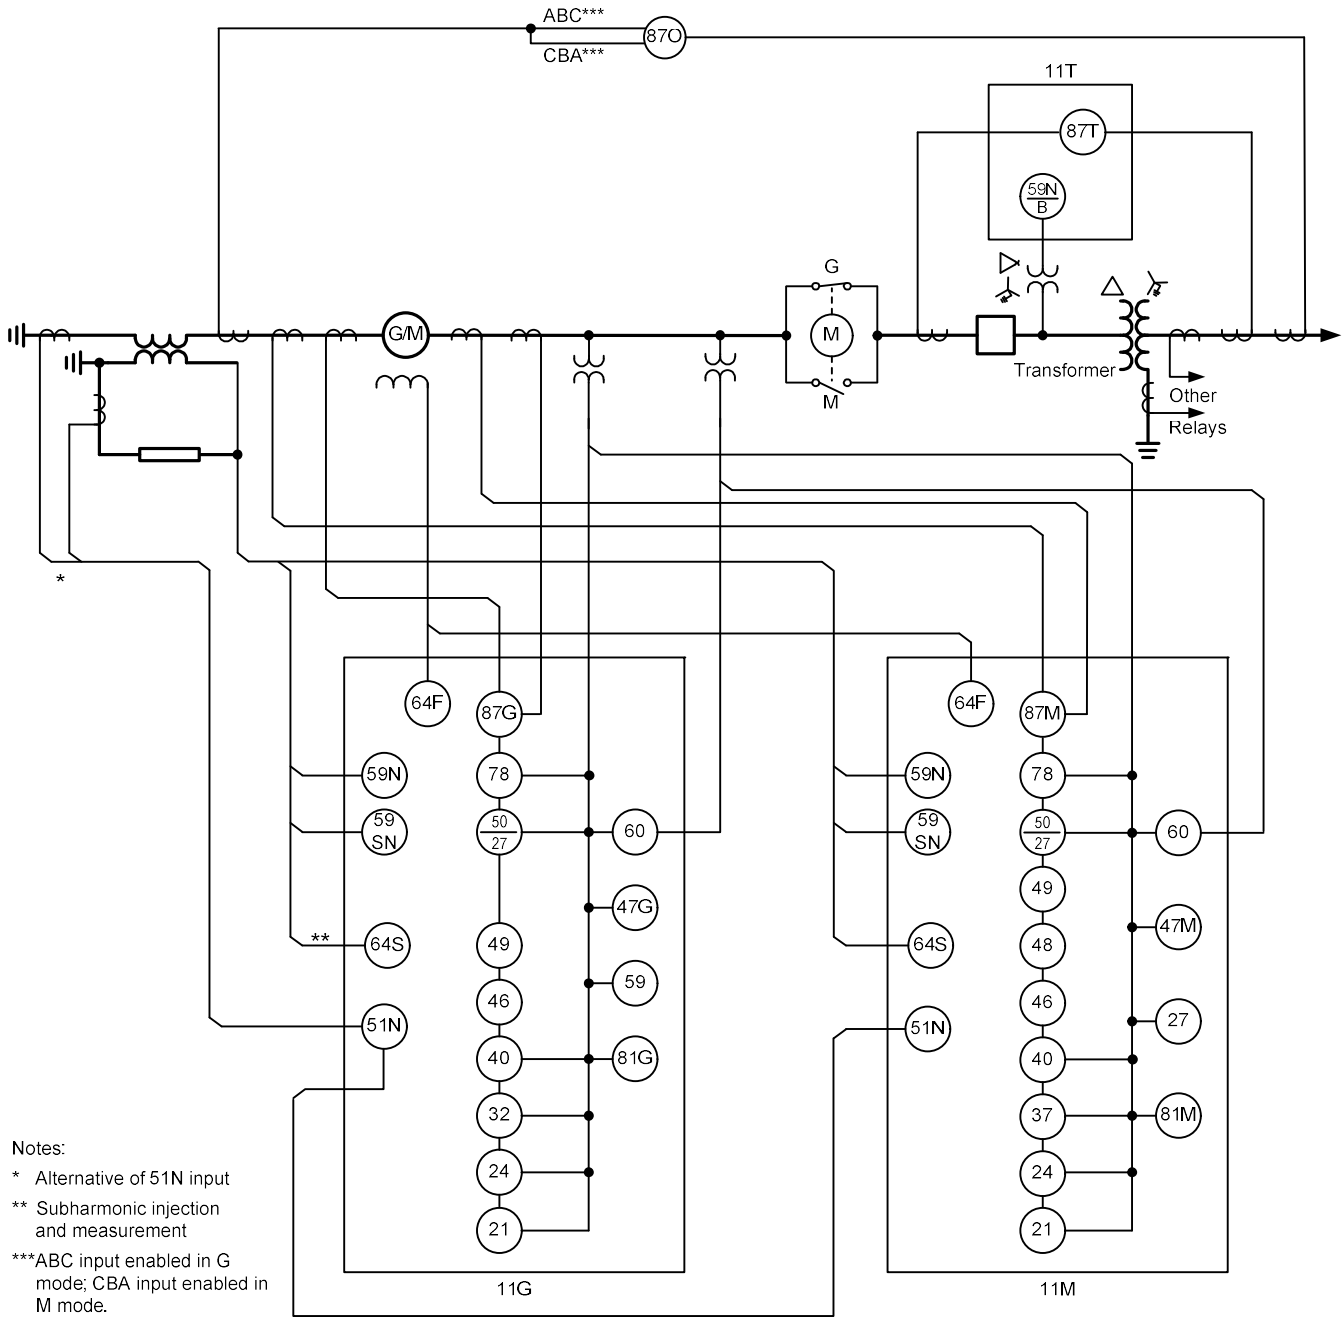 ABC***
87O
CBA***
11T
87T
59N
B
G
G/M
M
M
Transformer
Other
Relays
*
64F
87G
59N
78
59
SN
50
27
60
47G
**
64S
49
59
46
51N
40
81G
32
24
21
11G
64F
87M
59N
78
59
SN
50
27
60
49
47M
64S
48
46
27
51N
40
37
81M
24
21
11M
Notes:
* Alternative of 51N input
** Subharmonic injection
and measurement
***ABC input enabled in G
mode; CBA input enabled in
M mode.